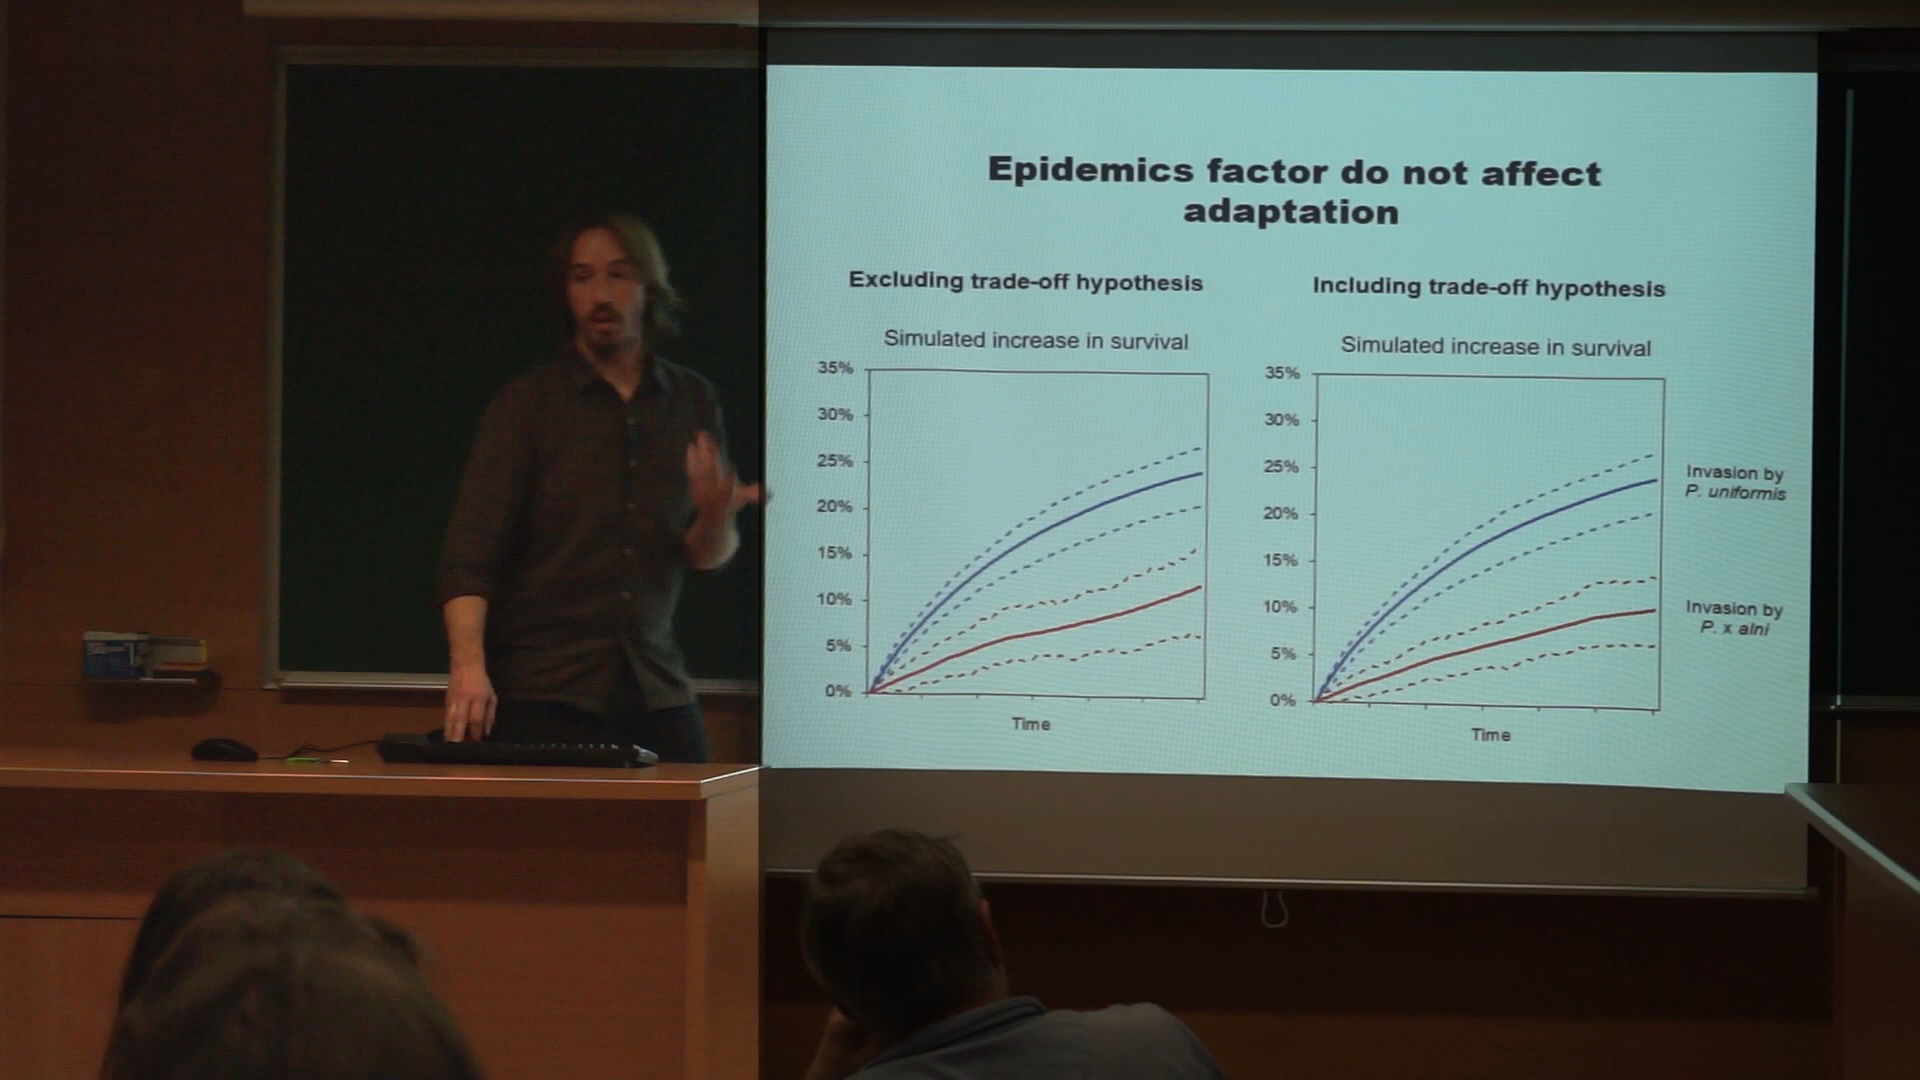 Epidemics factor do not affect
adaptation
Excluding trade-off hypothesis
Simulated increase in survival
35%
30%
25%
20%
15%
10%
5%
0%
Time
Including trade-off hypothesis
Simulated increase in survival
35%
30%
25%
20%
15%
10%
5%
0%
Time
Invasion by
P. uniformis
Invasion by
P. x alni